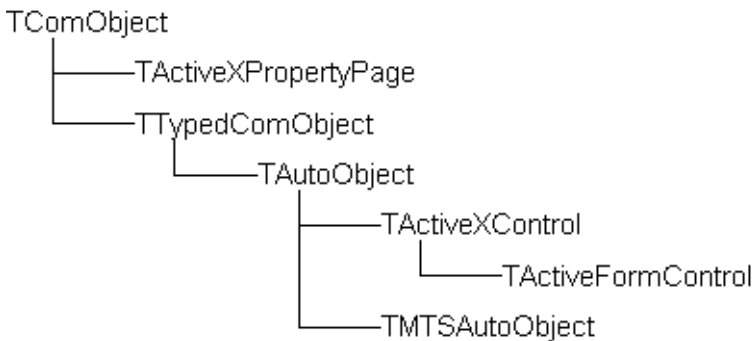 TComObject
TActiveXPropertyPage
TTypedComObject
TAutoObject
TActiveXControl
TActiveFormControl
TMTSAutoObject